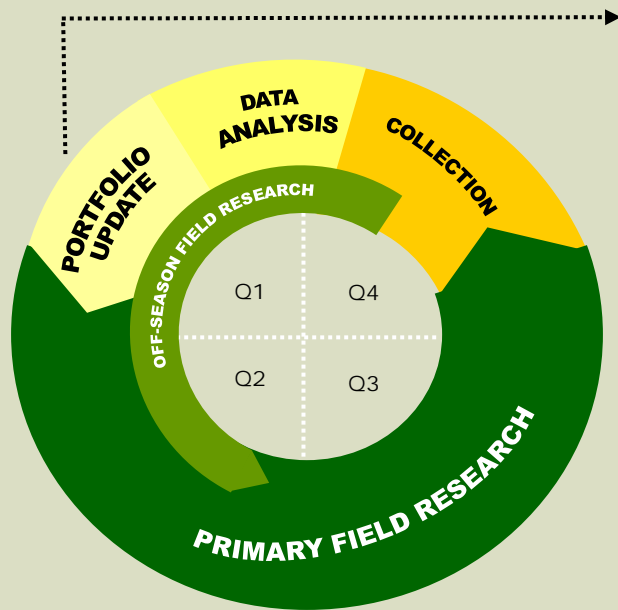 DATA
ANALYSIS
COLLECTION
PORTFOLIO
UPDATE
OFF-SEASON FIELD RESEARCH
Q1
Q4
Q2
Q3
PRIMARY FIELD RESEARCH